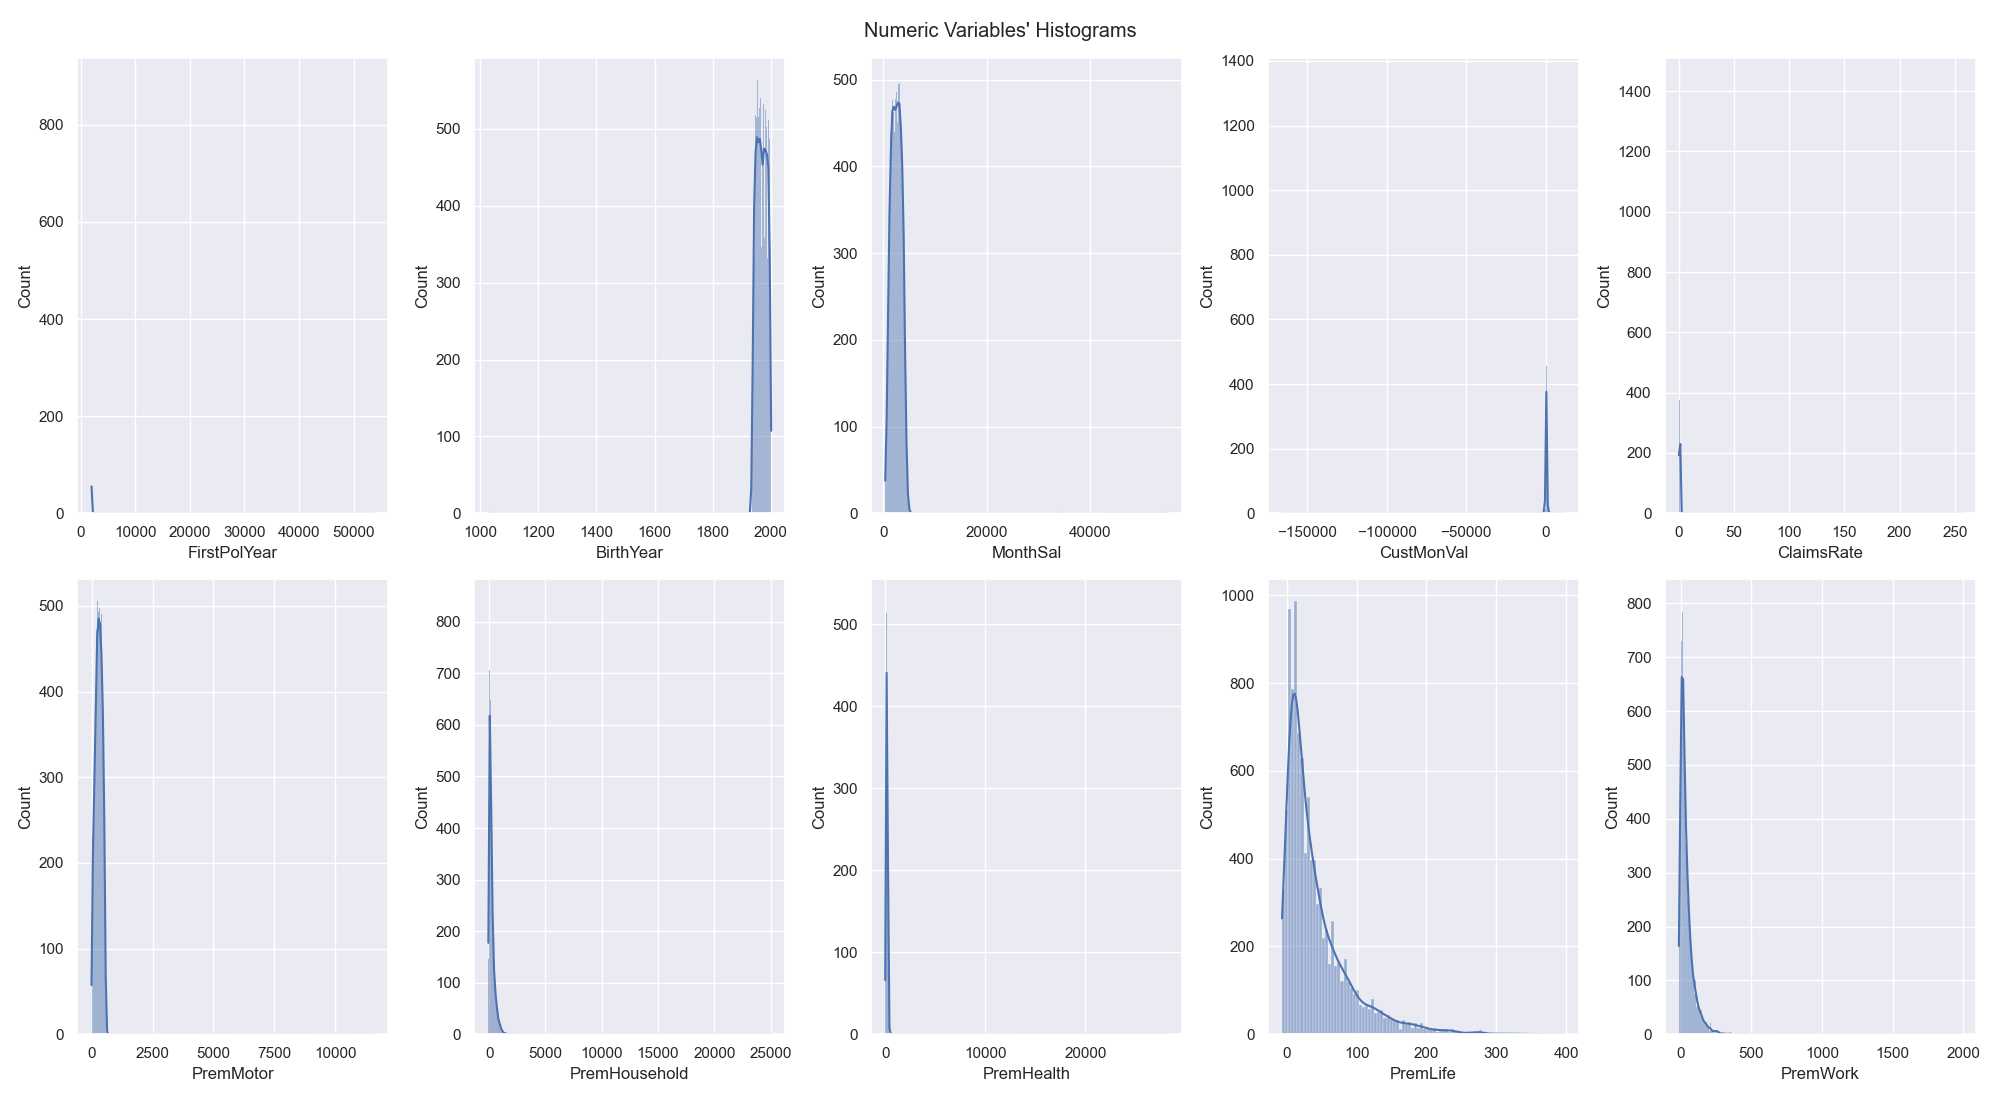 Numeric Variables' Histograms
Count
0
200
400
600
800
0 10000 20000 30000 40000 50000
FirstPolYear
Count
0
100
200
300
400
500
1000 1200 1400 1600 1800 2000
BirthYear
Count
0
100
200
300
400
500
0 20000 40000
MonthSal
Count
0
200
400
600
800
1000
1200
1400
−150000 −100000 −50000 0
CustMonVal
Count
0
200
400
600
800
1000
1200
1400
0 50 100 150 200 250
ClaimsRate
Count
0
100
200
300
400
500
0 2500 5000 7500 10000
PremMotor
Count
0
100
200
300
400
500
600
700
800
0 5000 10000 15000 20000 25000
PremHousehold
Count
0
100
200
300
400
500
0 10000 20000
PremHealth
Count
0
200
400
600
800
1000
0 100 200 300 400
PremLife
Count
0
100
200
300
400
500
600
700
800
0 500 1000 1500 2000
PremWork